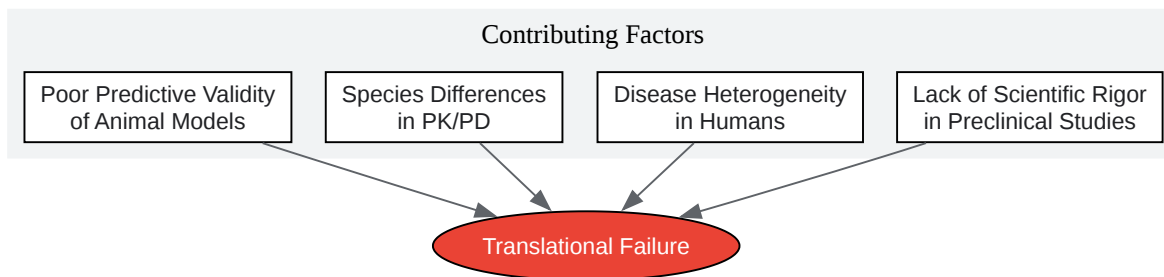 Contributing Factors
Poor Predictive Validity
of Animal Models
Species Differences
in PK/PD
Disease Heterogeneity
in Humans
Lack of Scientific Rigor
in Preclinical Studies
Translational Failure